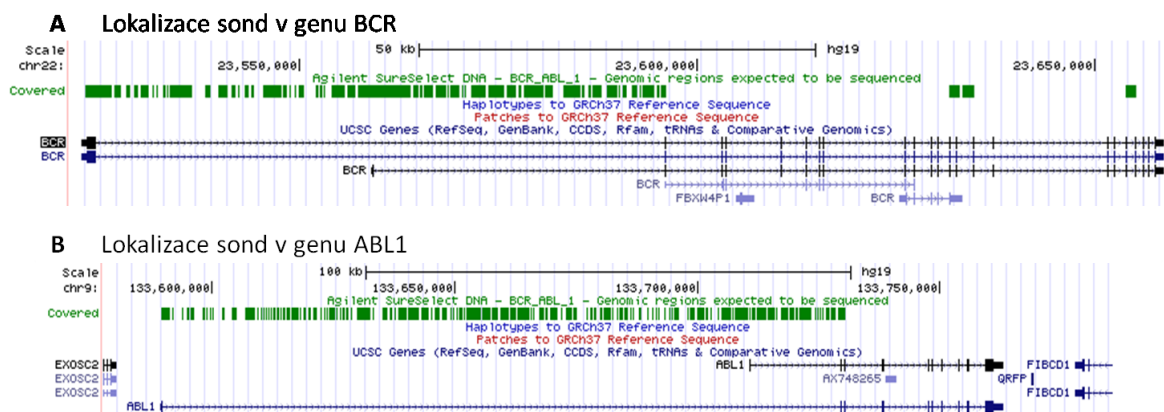 A Lokalizace sond v genu BCR
Scale 50 kb hg19
chr22: 23,550,000 23,600,000 23,650,000
Agilent SureSelect DNA - BCR_ABL_1 - Genomic regions expected to be sequenced
Covered
Haplotypes to GRCh37 Reference Sequence
Patches to GRCh37 Reference Sequence
UCSC Genes (RefSeq, GenBank, CCDS, Rfam, tRNAs & Comparative Genomics)
BCR
BCR
BCR
BCR
FBXW4P1 BCR
B Lokalizace sond v genu ABL1
Scale 100 kb hg19
chr9: 133,600,000 133,650,000 133,700,000 133,750,000
Agilent SureSelect DNA - BCR_ABL_1 - Genomic regions expected to be sequenced
Covered
Haplotypes to GRCh37 Reference Sequence
Patches to GRCh37 Reference Sequence
UCSC Genes (RefSeq, GenBank, CCDS, Rfam, tRNAs & Comparative Genomics)
EXOSC2 ABL1 FIBCD1
EXOSC2 AX748265 QRFP
EXOSC2 FIBCD1
ABL1